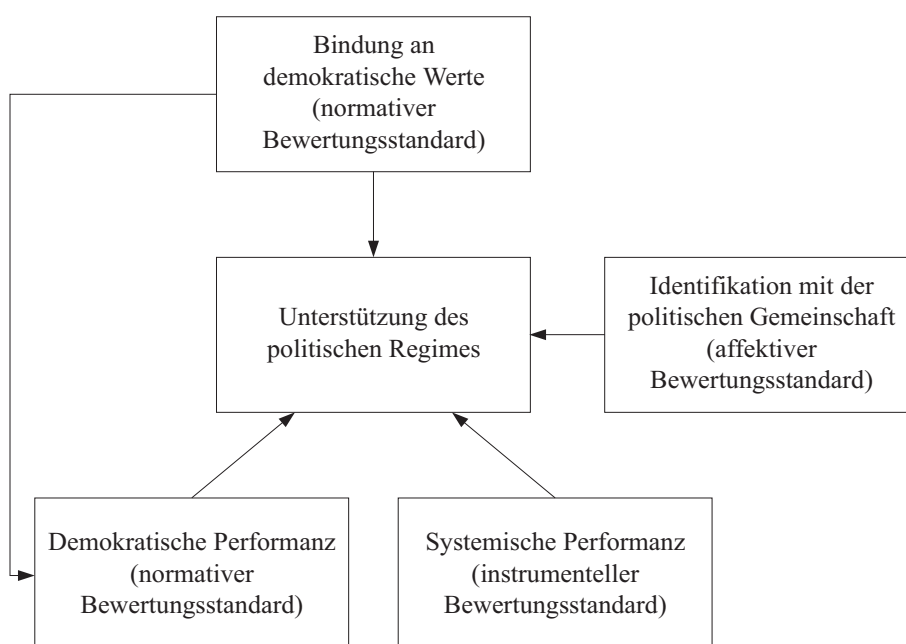 Bindung an
demokratische Werte
(normativer
Bewertungsstandard)
Unterstützung des
politischen Regimes
Identifikation mit der
politischen Gemeinschaft
(affektiver
Bewertungsstandard)
Demokratische Performanz
(normativer
Bewertungsstandard)
Systemische Performanz
(instrumenteller
Bewertungsstandard)